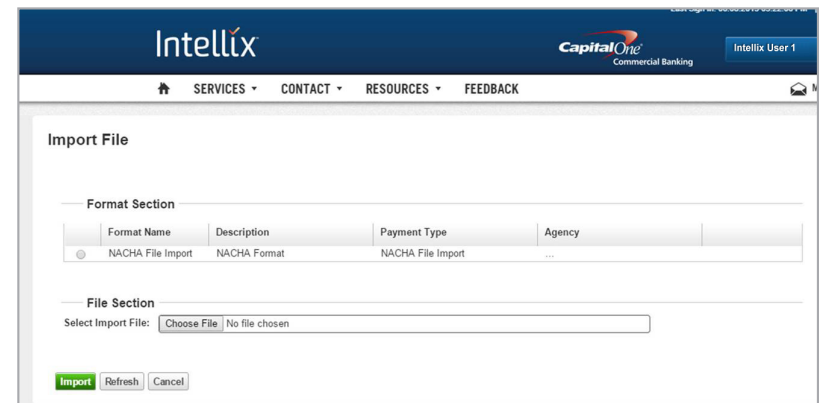 Intellix
Capital One
Commercial Banking
Intellix User 1
SERVICES CONTACT RESOURCES FEEDBACK
Import File
Format Section
Format Name Description Payment Type Agency
NACHA File Import NACHA Format NACHA File Import ...
File Section
Select Import File: Choose File No file chosen
Import Refresh Cancel